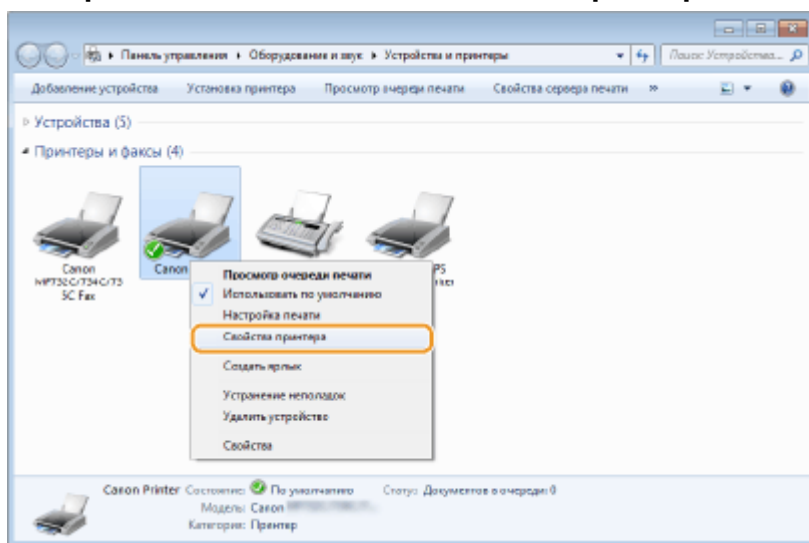 Панель управления Оборудование и звук Устройства и принтеры
Поиск: Устройства...
Добавление устройства Установка принтера Просмотр очереди печати Свойства сервера печати »
Устройства (5)
Принтеры и факсы (4)
Canon
MF732C/734C/73
5C Fax
Canon
PS
Просмотр очереди печати
Использовать по умолчанию
Настройка печати
Свойства принтера
Создать ярлык
Устранение неполадок
Удалить устройство
Свойства
Canon Printer Состояние: По умолчанию Статус: Документов в очереди: 0
Модель: Canon
Категория: Принтер